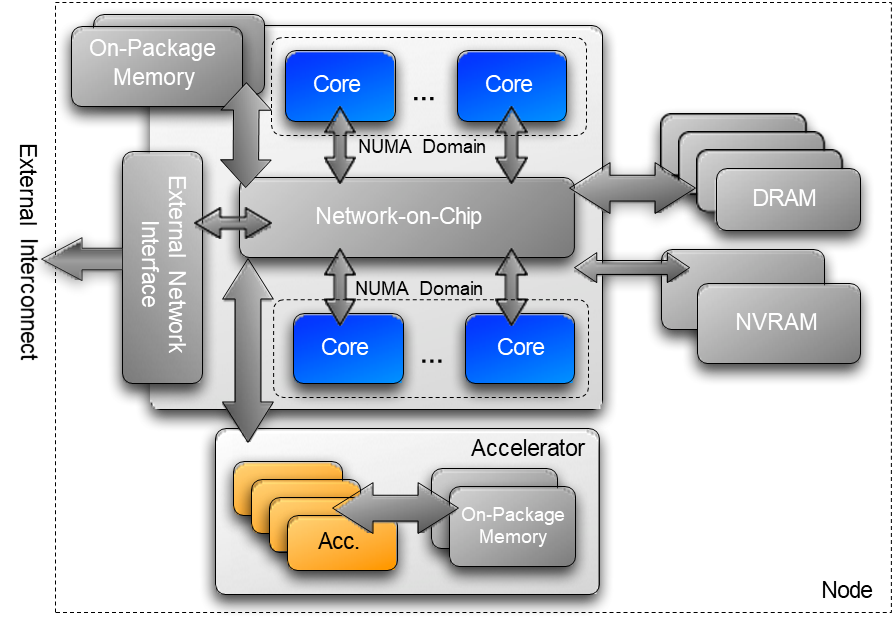 On-Package
Memory
Core
...
Core
NUMA Domain
External Interconnect
External Network
Interface
Network-on-Chip
DRAM
NUMA Domain
NVRAM
Core
...
Core
Accelerator
Acc.
On-Package
Memory
Node